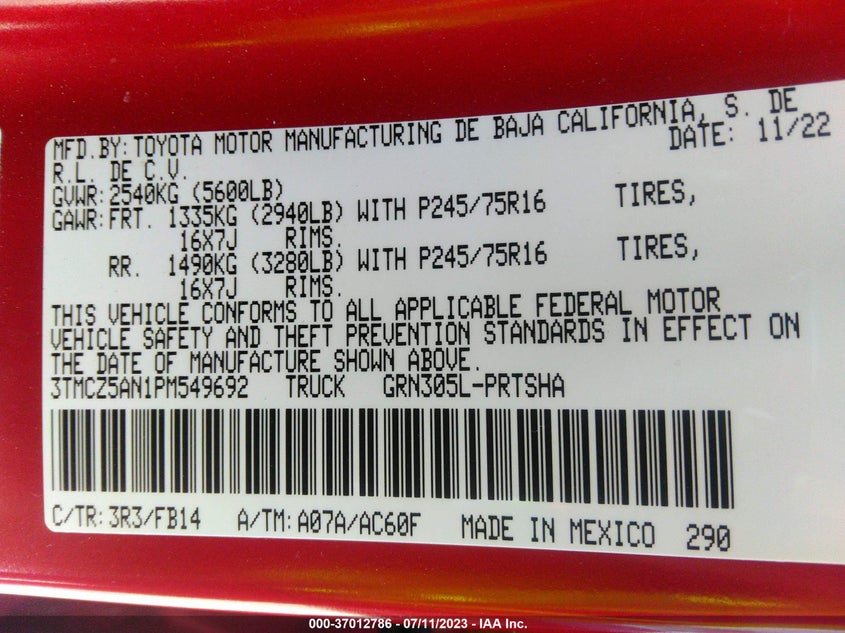 MFD.BY: TOYOTA MOTOR MANUFACTURING DE BAJA CALIFORNIA, S. DE
R.L. DE C.V. DATE: 11/22
GVWR: 2540KG (5600LB)
GAWR: FRT. 1335KG (2940LB) WITH P245/75R16 TIRES,
16X7J RIMS.
RR. 1490KG (3280LB) WITH P245/75R16 TIRES,
16X7J RIMS.
THIS VEHICLE CONFORMS TO ALL APPLICABLE FEDERAL MOTOR
VEHICLE SAFETY AND THEFT PREVENTION STANDARDS IN EFFECT ON
THE DATE OF MANUFACTURE SHOWN ABOVE.
3TMCZ5AN1PM549692 TRUCK GRN305L-PRTSHA
C/TR: 3R3/FB14 A/TM: A07A/AC60F MADE IN MEXICO 290
000-37012786 - 07/11/2023 - IAA Inc.